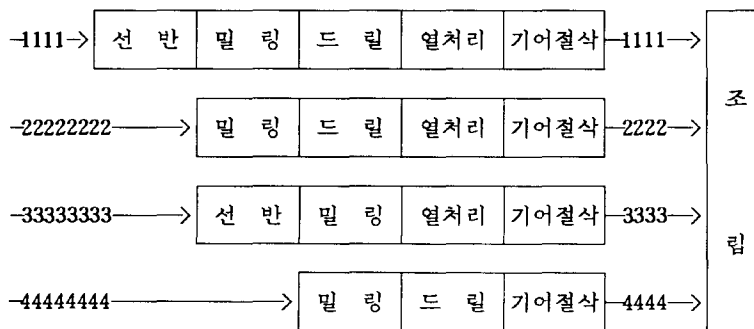 1111 선 반 밀 링 드 릴 열처리 기어절삭 1111
조
22222222 밀 링 드 릴 열처리 기어절삭 2222
33333333 선 반 밀 링 열처리 기어절삭 3333
립
44444444 밀 링 드 릴 기어절삭 4444